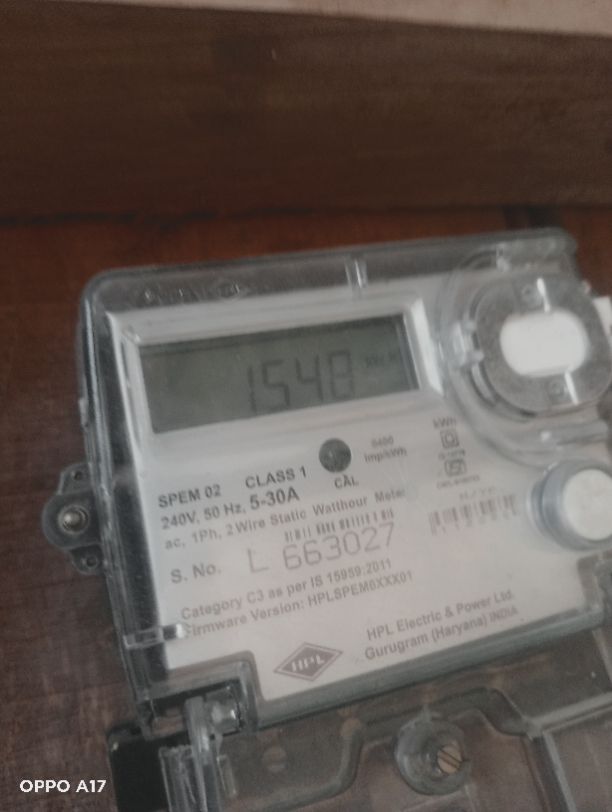 1548
kWh
6400
imp/kWh
CAL
SPEM 02 CLASS 1
240V, 50 Hz, 5-30A
ac, 1Ph, 2 Wire Static Watthour Meter
S. No. L 663027
Category C3 as per IS 15959:2011
Firmware Version: HPLSPEM0XXX01
HPL
HPL Electric & Power Ltd.
Gurugram (Haryana) INDIA
OPPO A17